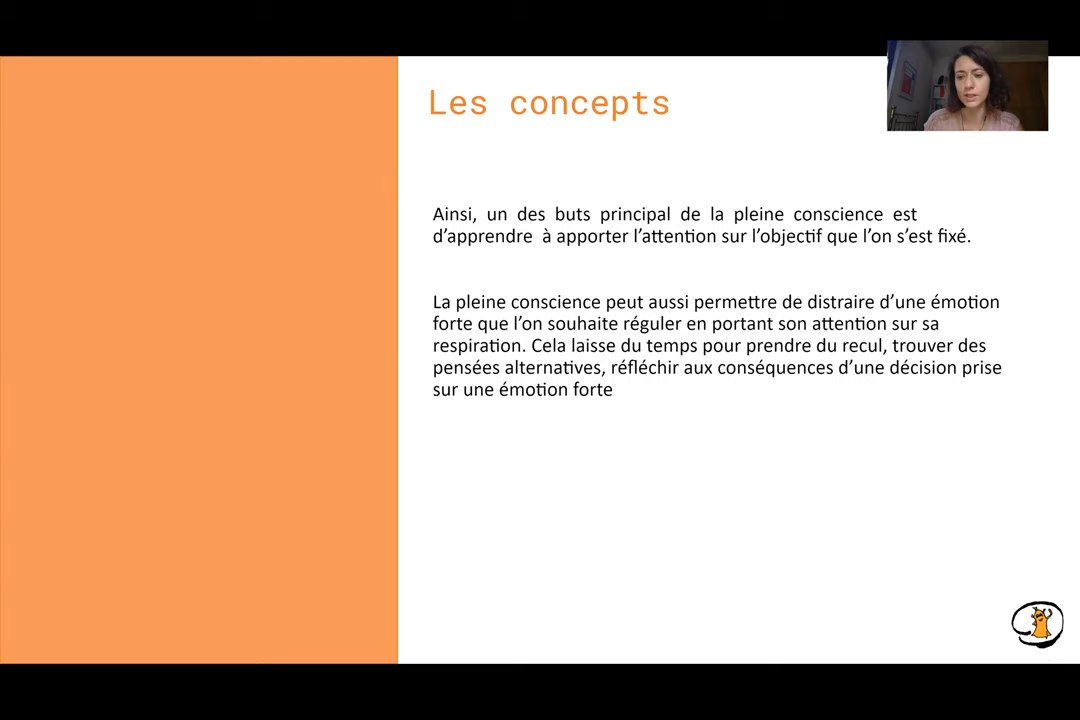 Les concepts
Ainsi, un des buts principal de la pleine conscience est
d’apprendre à apporter l’attention sur l’objectif que l’on s’est fixé.
La pleine conscience peut aussi permettre de distraire d’une émotion
forte que l’on souhaite réguler en portant son attention sur sa
respiration. Cela laisse du temps pour prendre du recul, trouver des
pensées alternatives, réfléchir aux conséquences d’une décision prise
sur une émotion forte